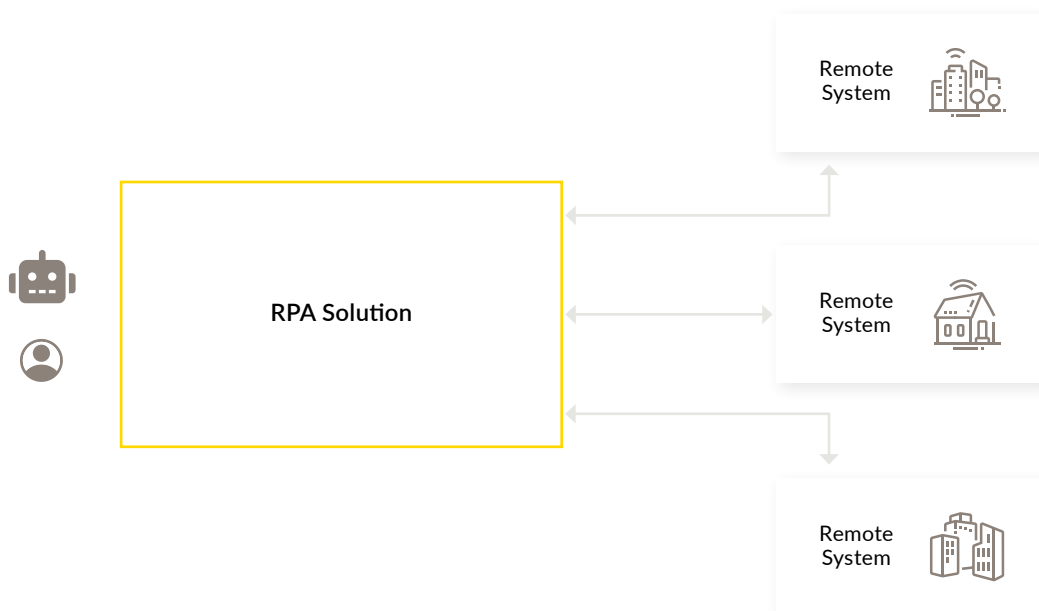 Remote
System
RPA Solution
Remote
System
Remote
System